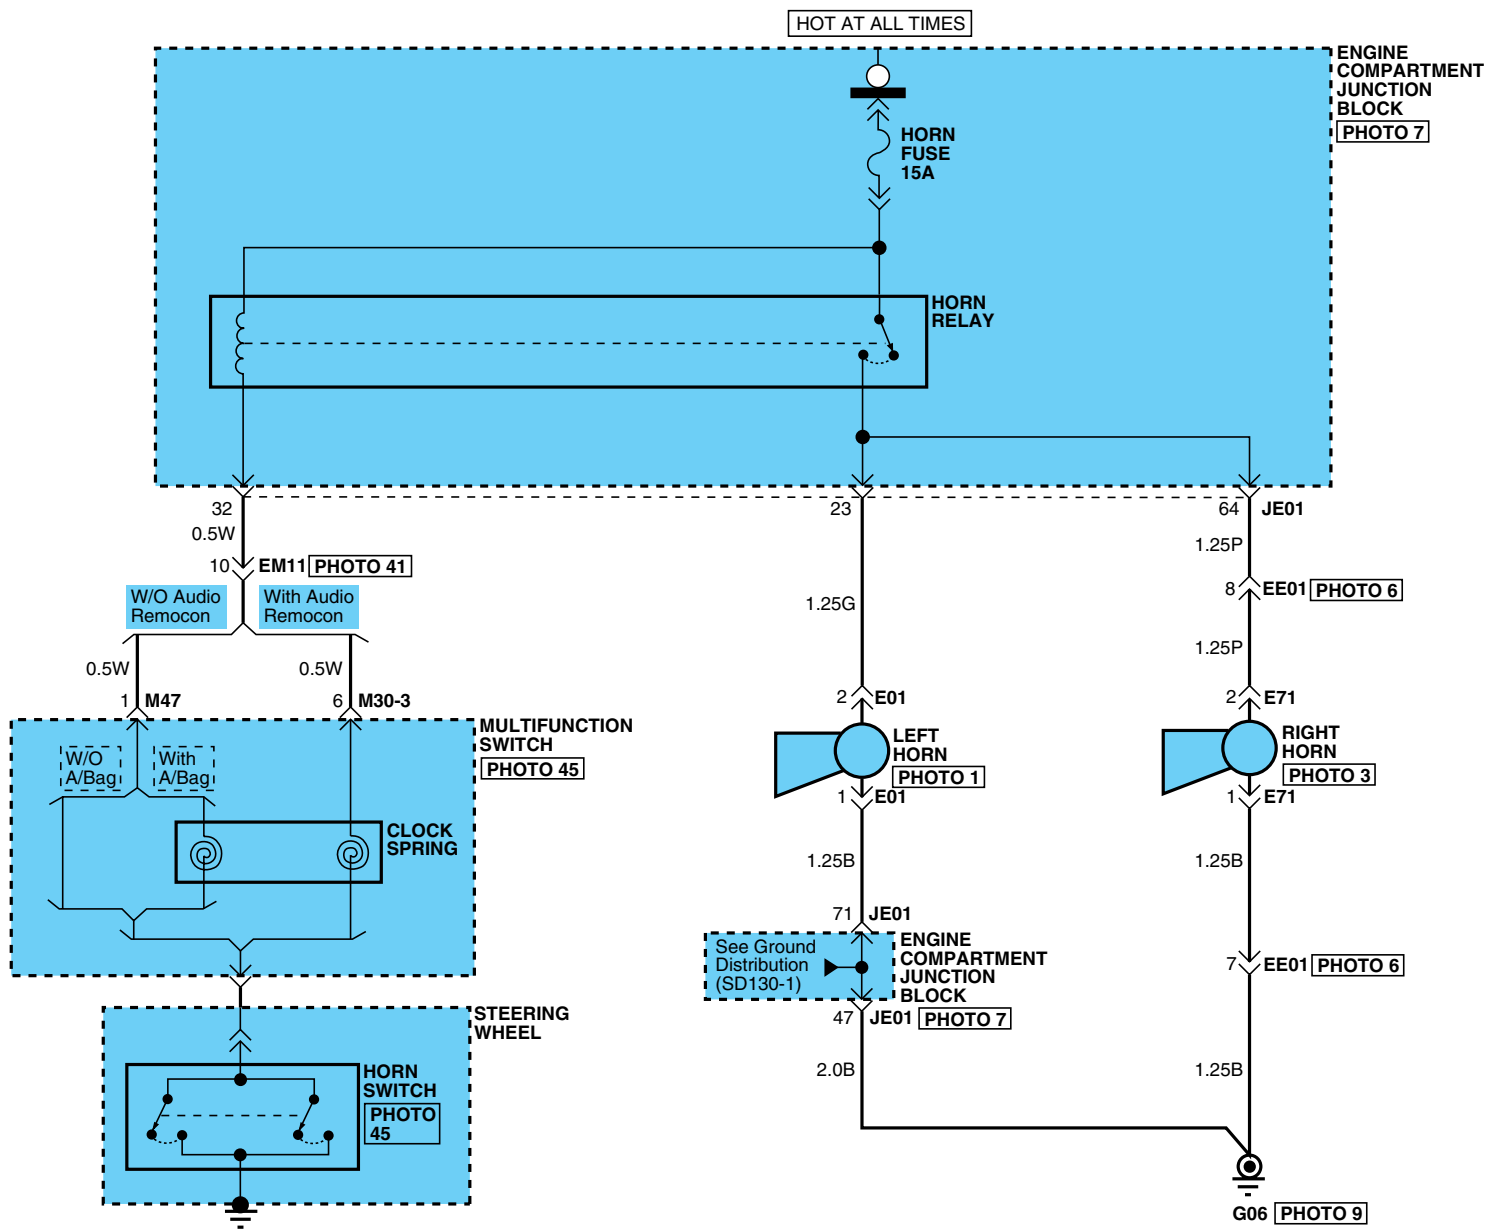 HOT AT ALL TIMES
ENGINE
COMPARTMENT
JUNCTION
BLOCK
PHOTO 7
HORN
FUSE
15A
HORN
RELAY
32
23
64
JE01
0.5W
1.25P
10
EM11
PHOTO 41
W/O Audio
Remocon
With Audio
Remocon
8
EE01
PHOTO 6
1.25G
0.5W
0.5W
1.25P
1
M47
6
M30-3
2
E01
2
E71
MULTIFUNCTION
SWITCH
PHOTO 45
W/O
A/Bag
With
A/Bag
LEFT
HORN
PHOTO 1
RIGHT
HORN
PHOTO 3
1
E01
1
E71
CLOCK
SPRING
1.25B
1.25B
71
JE01
See Ground
Distribution
(SD130-1)
ENGINE
COMPARTMENT
JUNCTION
BLOCK
7
EE01
PHOTO 6
47
JE01
PHOTO 7
STEERING
WHEEL
HORN
SWITCH
PHOTO
45
2.0B
1.25B
G06
PHOTO 9